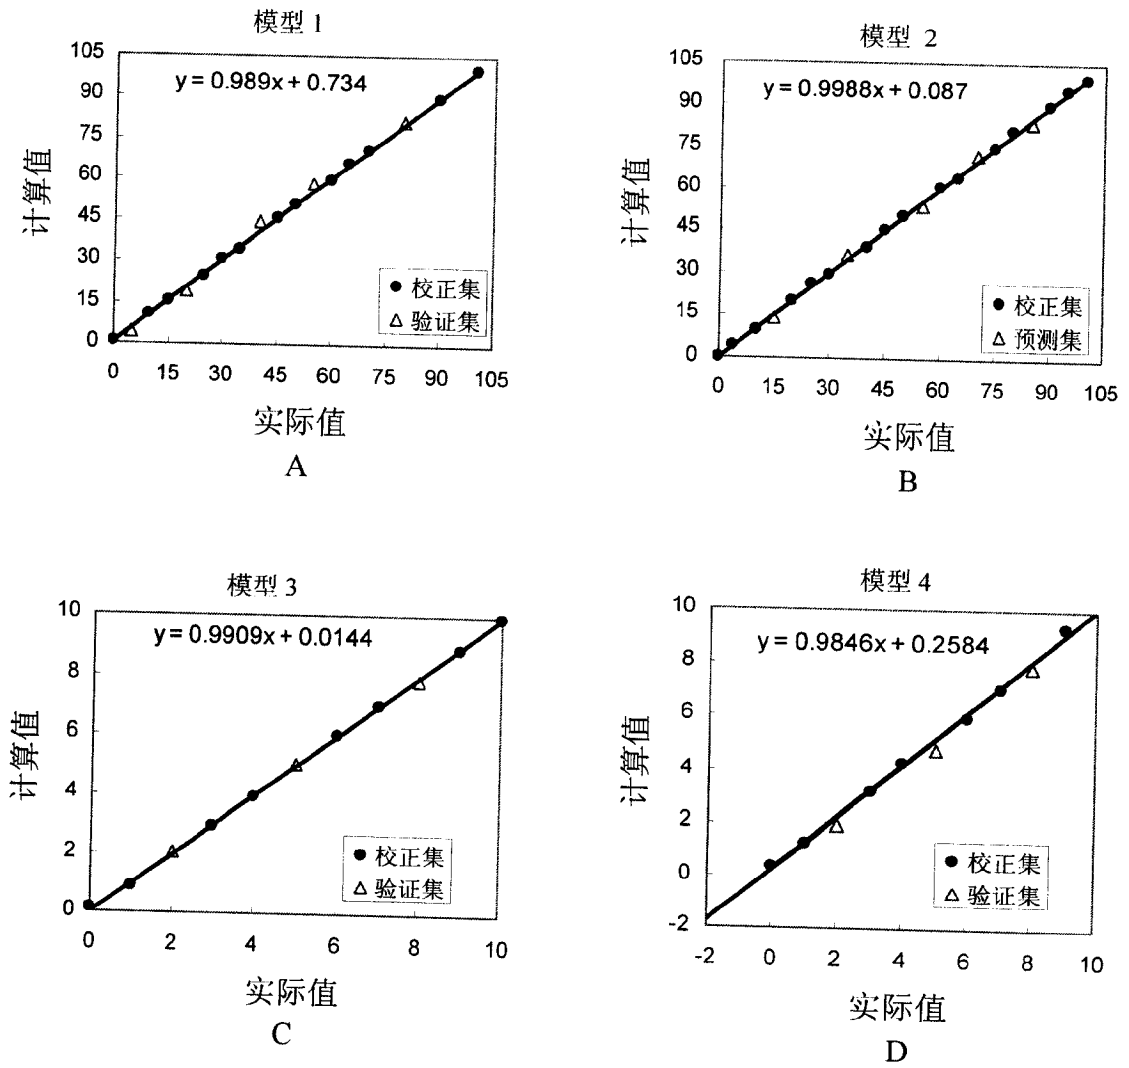 模型 1
y = 0.989x + 0.734
105
90
75
60
45
30
15
0
计算值
校正集
验证集
0 15 30 45 60 75 90 105
实际值
A
模型 2
y = 0.9988x + 0.087
105
90
75
60
45
30
15
0
计算值
校正集
预测集
0 15 30 45 60 75 90 105
实际值
B
模型 3
y = 0.9909x + 0.0144
10
8
6
4
2
0
计算值
校正集
验证集
0 2 4 6 8 10
实际值
C
模型 4
y = 0.9846x + 0.2584
10
8
6
4
2
0
-2
计算值
校正集
验证集
-2 0 2 4 6 8 10
实际值
D